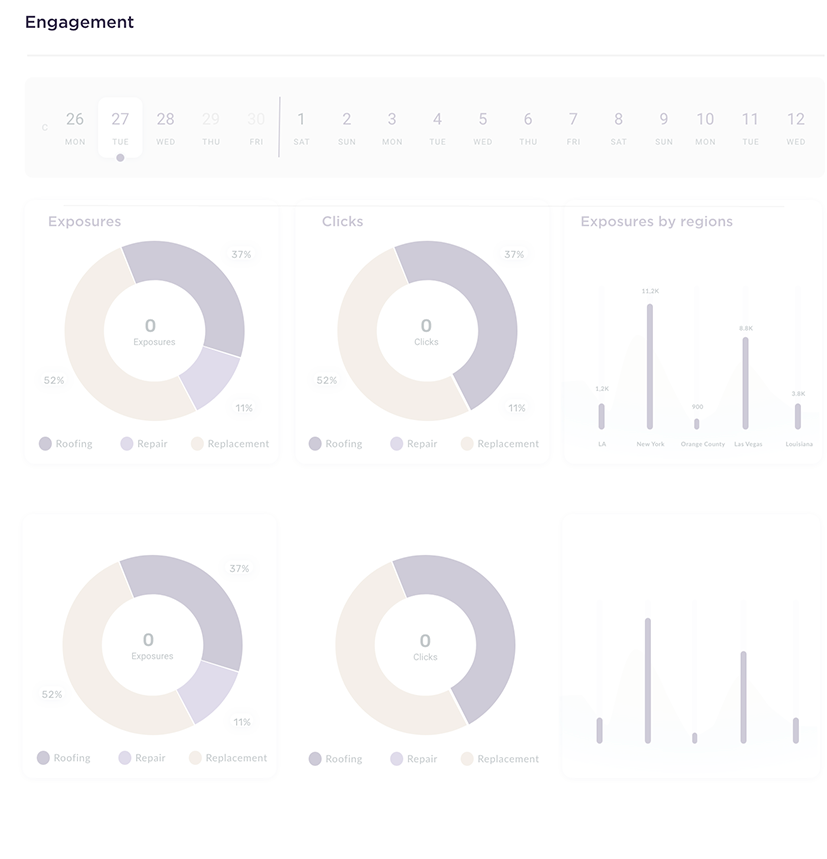 Engagement
C 26 27 28 29 30 1 2 3 4 5 6 7 8 9 10 11 12
MON TUE WED THU FRI SAT SUN MON TUE WED THU FRI SAT SUN MON TUE WED
Exposures
37%
0
Exposures
52%
11%
Roofing Repair Replacement
Clicks
37%
0
Clicks
52%
11%
Roofing Repair Replacement
Exposures by regions
11,2K
8.8K
1,2K
900
3.8K
LA New York Orange County Las Vegas Louisiana
37%
0
Exposures
52%
11%
Roofing Repair Replacement
0
Clicks
Roofing Repair Replacement